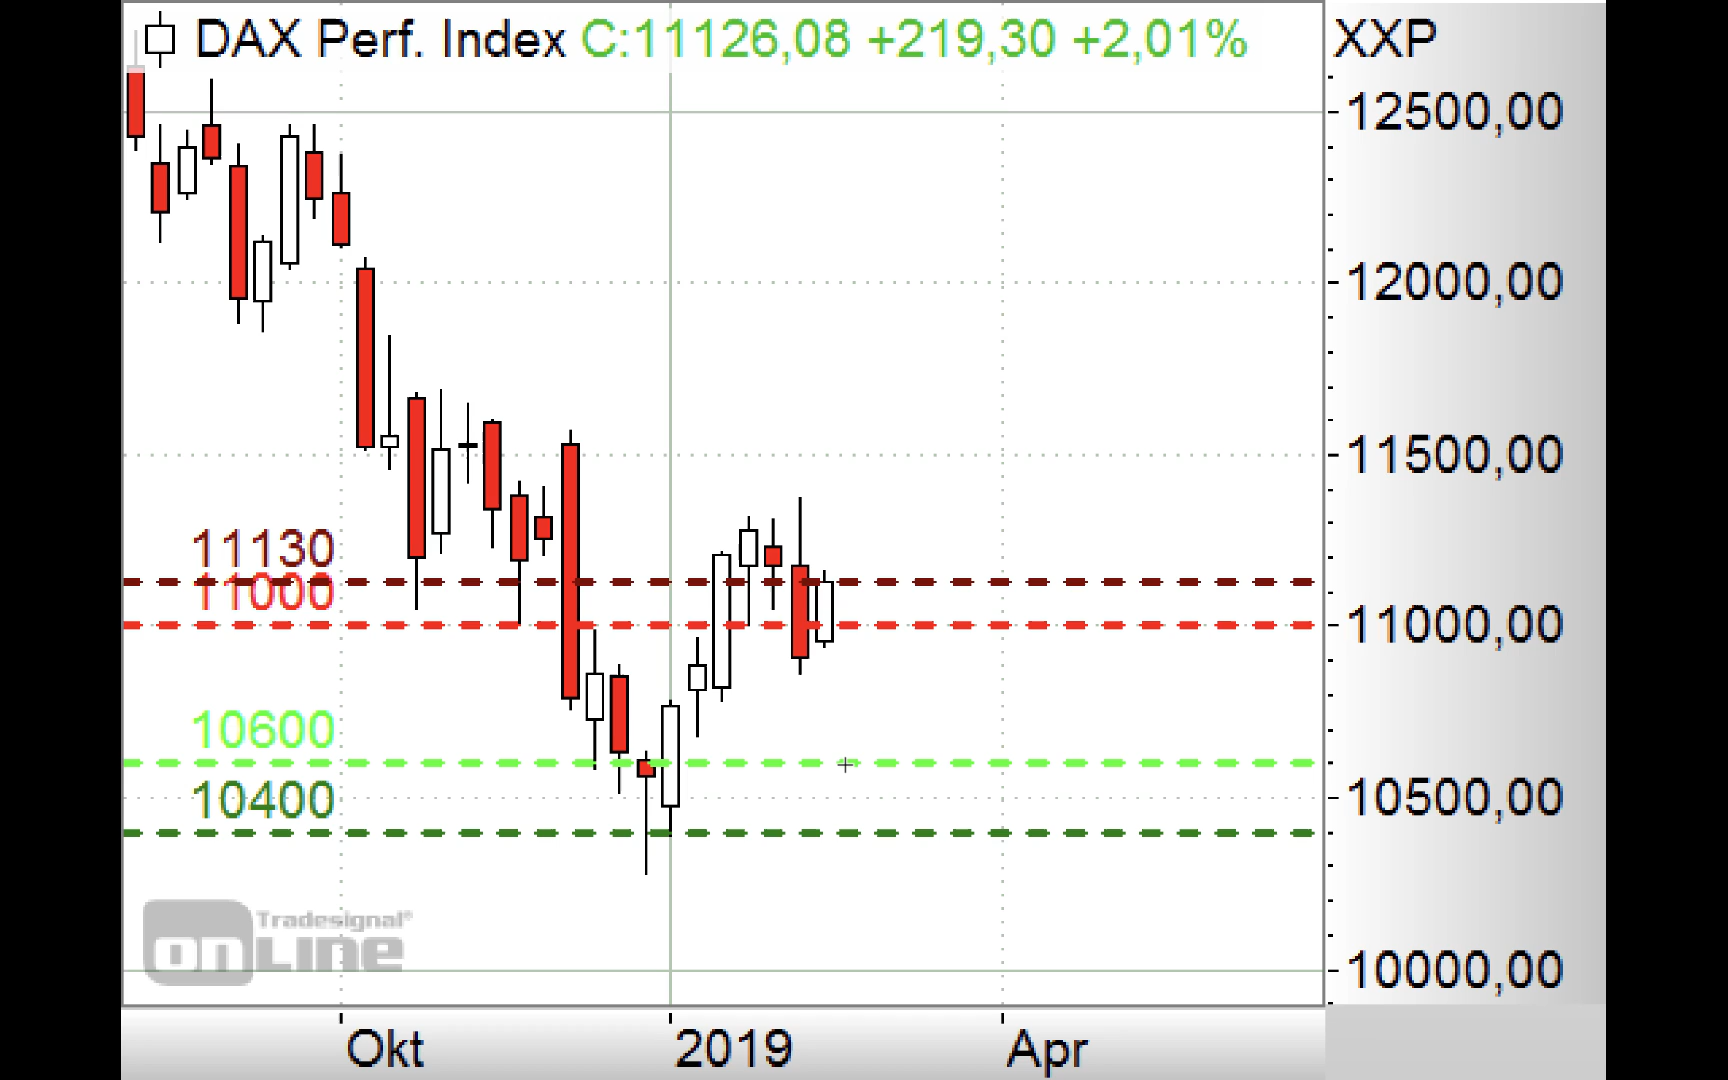 DAX Perf. Index C:11126,08 +219,30 +2,01%
XXP
12500,00
12000,00
11500,00
11130
11000
11000,00
10600
10400
10500,00
10000,00
Tradesignal®
onLine
Okt
2019
Apr